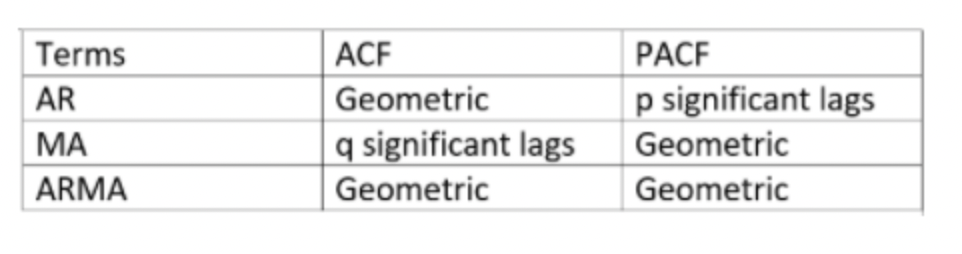 Terms ACF PACF
AR Geometric p significant lags
MA q significant lags Geometric
ARMA Geometric Geometric